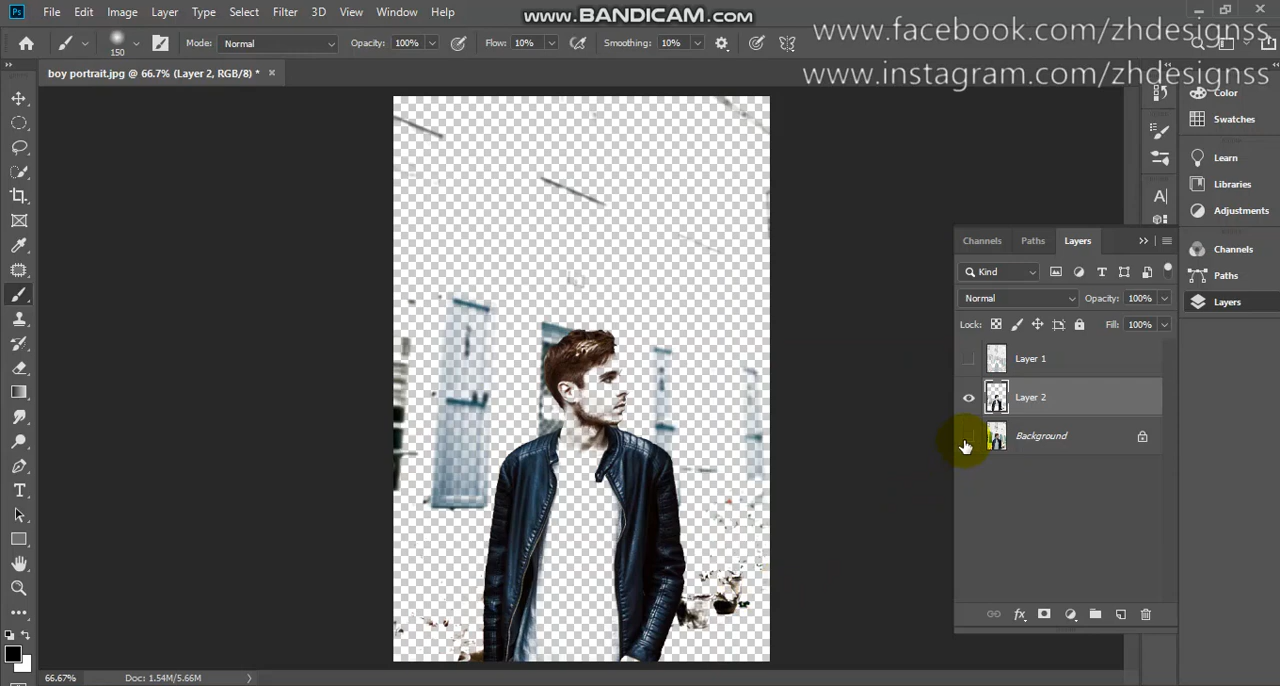 Ps File Edit Image Layer Type Select Filter 3D View Window Help
www.BANDICAM.com
www.facebook.com/zhdesignss
150 Mode: Normal Opacity: 100% Flow: 10% Smoothing: 10%
boy portrait.jpg @ 66.7% (Layer 2, RGB/8) * ×
www.instagram.com/zhdesignss
Color
Swatches
Learn
Libraries
Adjustments
Channels
Paths
Layers
Channels Paths Layers
Kind
Normal Opacity: 100%
Lock: Fill: 100%
Layer 1
Layer 2
Background
fx
66.67% Doc: 1.54M/5.66M